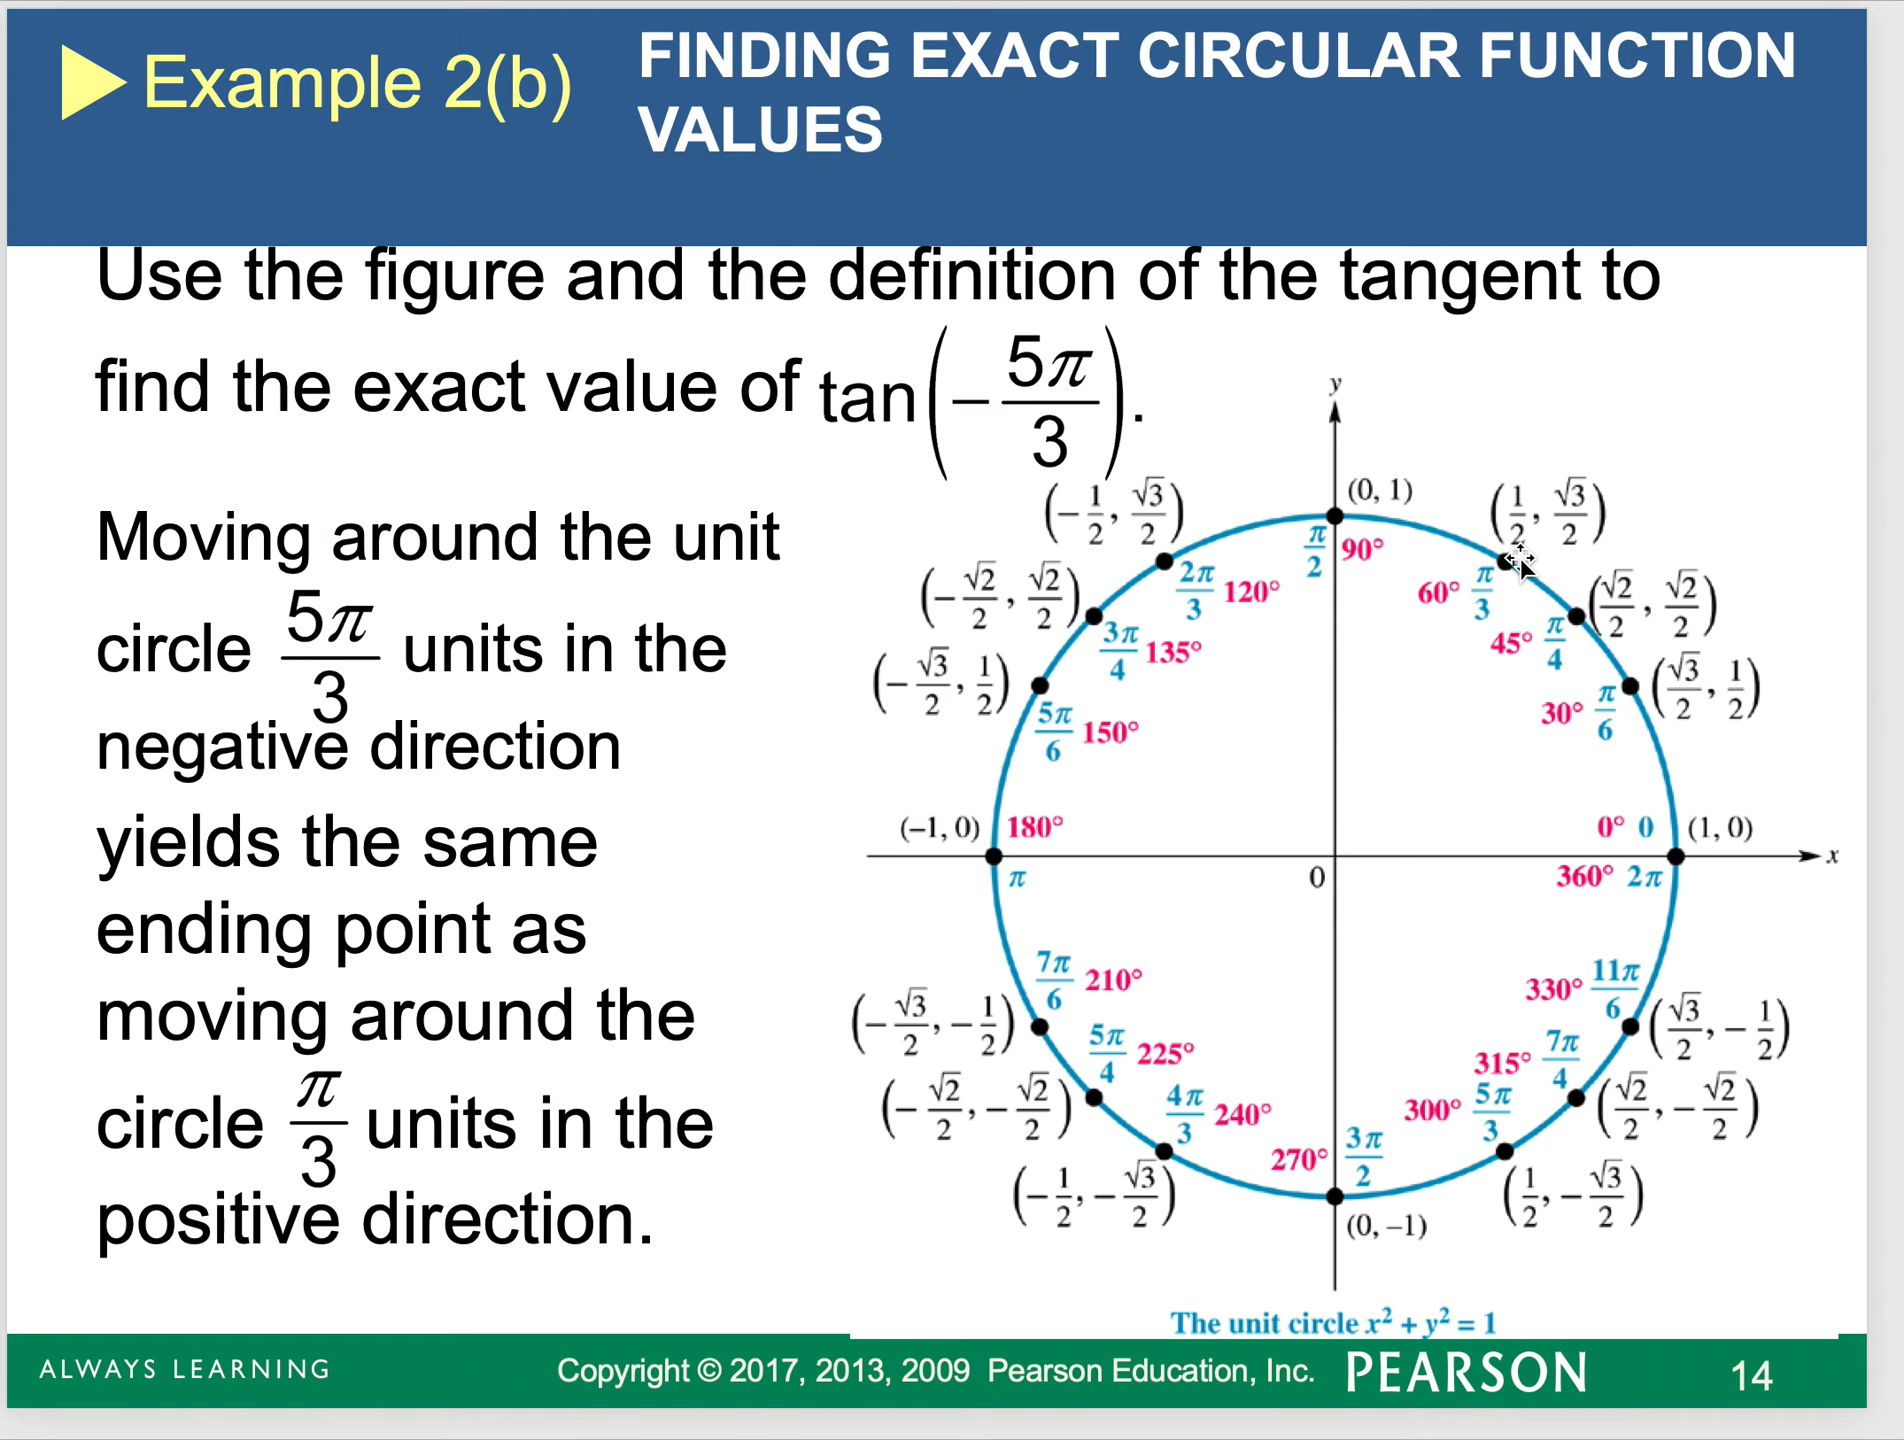 Example 2(b)
FINDING EXACT CIRCULAR FUNCTION
VALUES
Use the figure and the definition of the tangent to
find the exact value of tan(−5π/3).
Moving around the unit
circle 5π/3 units in the
negative direction
yields the same
ending point as
moving around the
circle π/3 units in the
positive direction.
y
(0, 1)
π/2 90°
(1/2, √3/2)
60° π/3
(√2/2, √2/2)
45° π/4
(√3/2, 1/2)
30° π/6
(−1/2, √3/2)
2π/3 120°
(−√2/2, √2/2)
3π/4 135°
(−√3/2, 1/2)
5π/6 150°
(−1, 0) 180°
π
0
0° 0 (1, 0)
360° 2π
x
7π/6 210°
(−√3/2, −1/2)
5π/4 225°
(−√2/2, −√2/2)
4π/3 240°
(−1/2, −√3/2)
270° 3π/2
(0, −1)
330° 11π/6
(√3/2, −1/2)
315° 7π/4
(√2/2, −√2/2)
300° 5π/3
(1/2, −√3/2)
The unit circle x² + y² = 1
ALWAYS LEARNING
Copyright © 2017, 2013, 2009 Pearson Education, Inc.
PEARSON
14